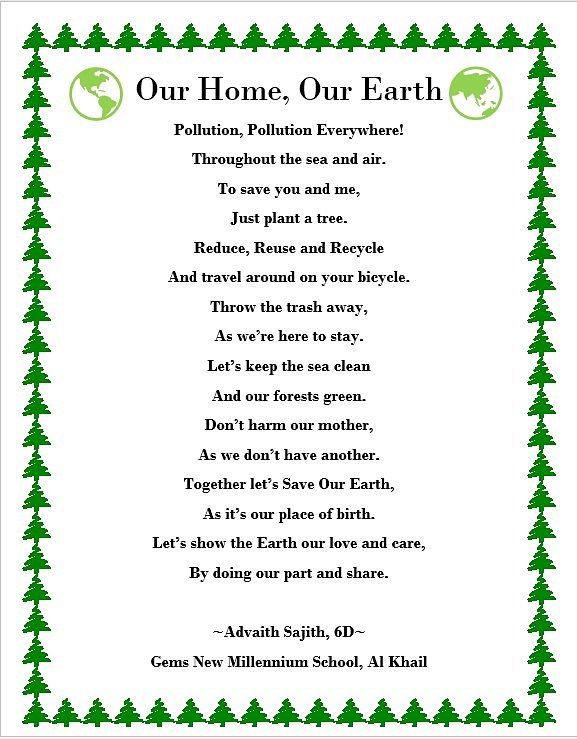 Our Home, Our Earth
Pollution, Pollution Everywhere!
Throughout the sea and air.
To save you and me,
Just plant a tree.
Reduce, Reuse and Recycle
And travel around on your bicycle.
Throw the trash away,
As we’re here to stay.
Let’s keep the sea clean
And our forests green.
Don’t harm our mother,
As we don’t have another.
Together let’s Save Our Earth,
As it’s our place of birth.
Let’s show the Earth our love and care,
By doing our part and share.
~Advaith Sajith, 6D~
Gems New Millennium School, Al Khail